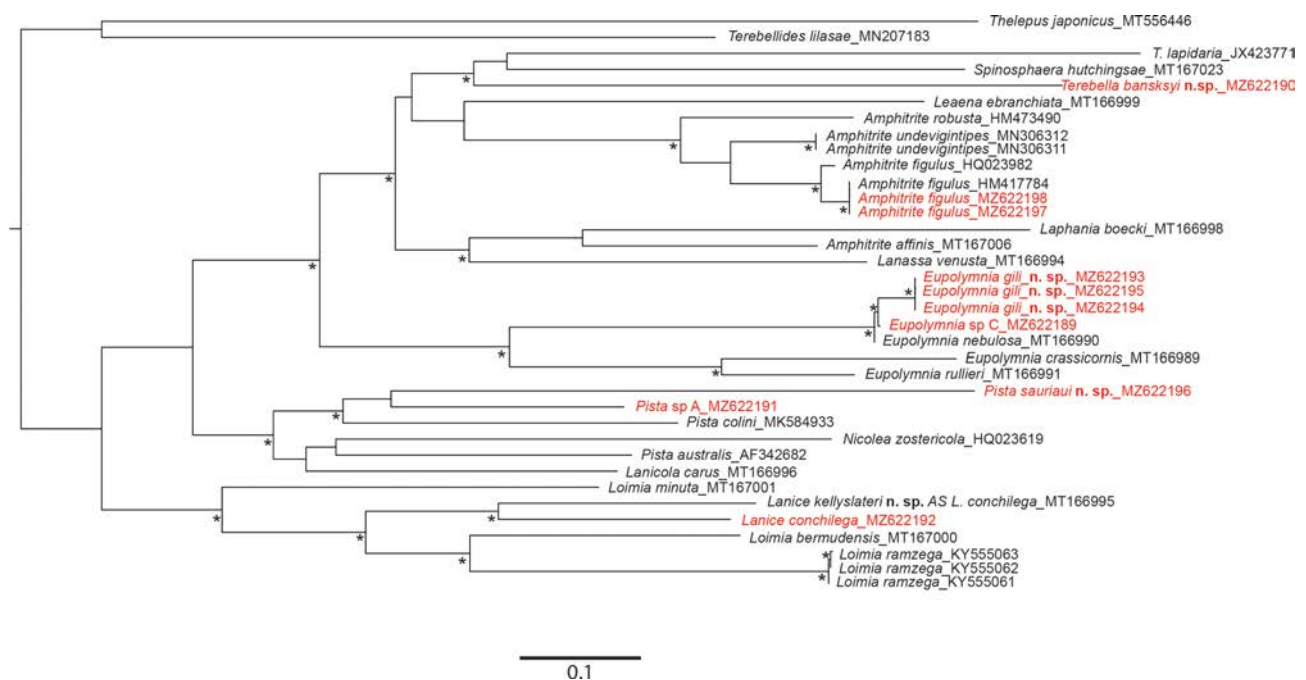 Thelepus japonicus_MT556446
Terebellides lilasae_MN207183
T. lapidaria_JX423771
Spinosphaera hutchingsae_MT167023
Terebella bansksyi n.sp._MZ622190
Leaena ebranchiata_MT166999
Amphitrite robusta_HM473490
Amphitrite undevigintipes_MN306312
Amphitrite undevigintipes_MN306311
Amphitrite figulus_HQ023982
Amphitrite figulus_HM417784
Amphitrite figulus_MZ622198
Amphitrite figulus_MZ622197
Laphania boecki_MT166998
Amphitrite affinis_MT167006
Lanassa venusta_MT166994
Eupolymnia gili_n. sp._MZ622193
Eupolymnia gili_n. sp._MZ622195
Eupolymnia gili_n. sp._MZ622194
Eupolymnia sp C_MZ622189
Eupolymnia nebulosa_MT166990
Eupolymnia crassicornis_MT166989
Eupolymnia rullieri_MT166991
Pista sauriaui n. sp._MZ622196
Pista sp A_MZ622191
Pista colini_MK584933
Nicolea zostericola_HQ023619
Pista australis_AF342682
Lanicola carus_MT166996
Loimia minuta_MT167001
Lanice kellyslateri n. sp. AS L. conchilega_MT166995
Lanice conchilega_MZ622192
Loimia bermudensis_MT167000
Loimia ramzega_KY555063
Loimia ramzega_KY555062
Loimia ramzega_KY555061
0.1